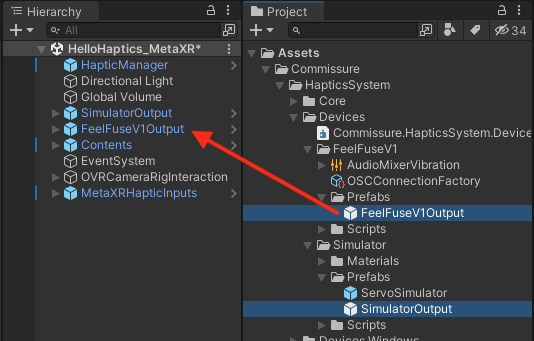 Hierarchy
All
HelloHaptics_MetaXR*
HapticManager
Directional Light
Global Volume
SimulatorOutput
FeelFuseV1Output
Contents
EventSystem
OVRCameraRigInteraction
MetaXRHapticInputs
Project
34
Assets
Commissure
HapticsSystem
Core
Devices
Commissure.HapticsSystem.Device
FeelFuseV1
AudioMixerVibration
OSCConnectionFactory
Prefabs
FeelFuseV1Output
Scripts
Simulator
Materials
Prefabs
ServoSimulator
SimulatorOutput
Scripts
Devices.Windows